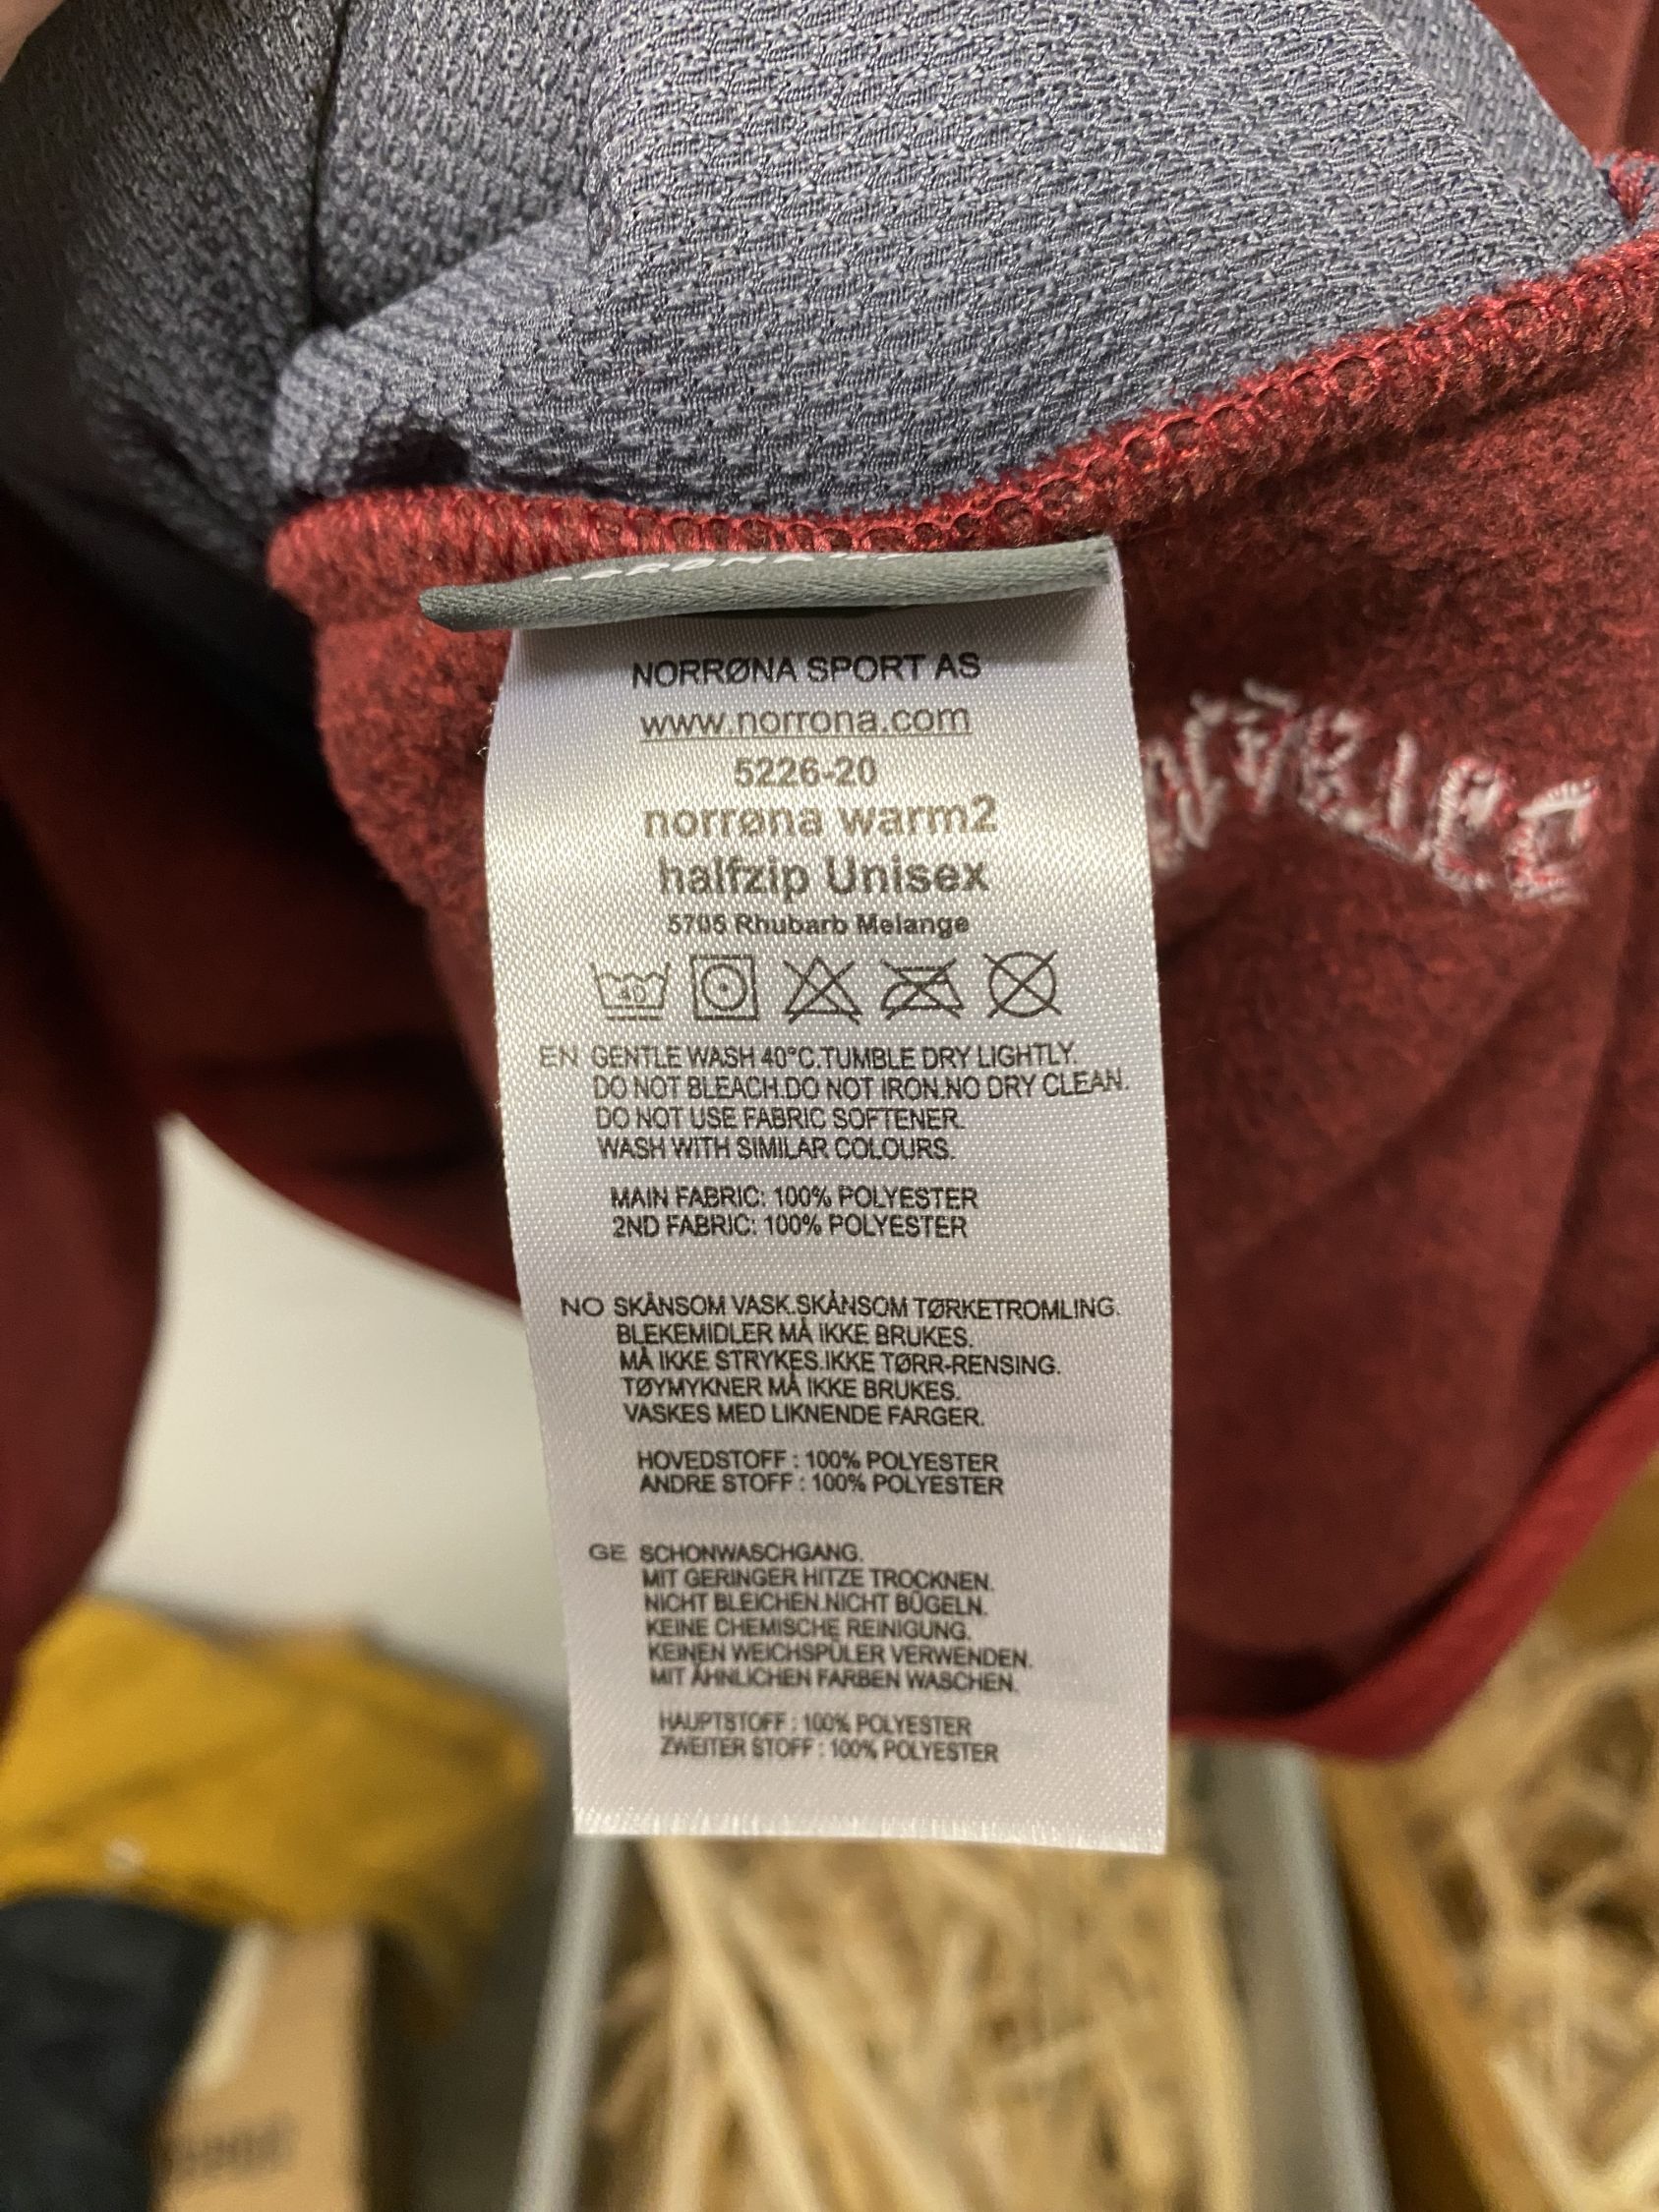 NORRØNA SPORT AS
www.norrona.com
5226-20
norrøna warm2
halfzip Unisex
5705 Rhubarb Melange
40
EN GENTLE WASH 40°C.TUMBLE DRY LIGHTLY.
DO NOT BLEACH.DO NOT IRON.NO DRY CLEAN.
DO NOT USE FABRIC SOFTENER.
WASH WITH SIMILAR COLOURS.
MAIN FABRIC: 100% POLYESTER
2ND FABRIC: 100% POLYESTER
NO SKÅNSOM VASK.SKÅNSOM TØRKETROMLING.
BLEKEMIDLER MÅ IKKE BRUKES.
MÅ IKKE STRYKES.IKKE TØRR-RENSING.
TØYMYKNER MÅ IKKE BRUKES.
VASKES MED LIKNENDE FARGER.
HOVEDSTOFF : 100% POLYESTER
ANDRE STOFF : 100% POLYESTER
GE SCHONWASCHGANG.
MIT GERINGER HITZE TROCKNEN.
NICHT BLEICHEN.NICHT BÜGELN.
KEINE CHEMISCHE REINIGUNG.
KEINEN WEICHSPÜLER VERWENDEN.
MIT ÄHNLICHEN FARBEN WASCHEN.
HAUPTSTOFF : 100% POLYESTER
ZWEITER STOFF : 100% POLYESTER